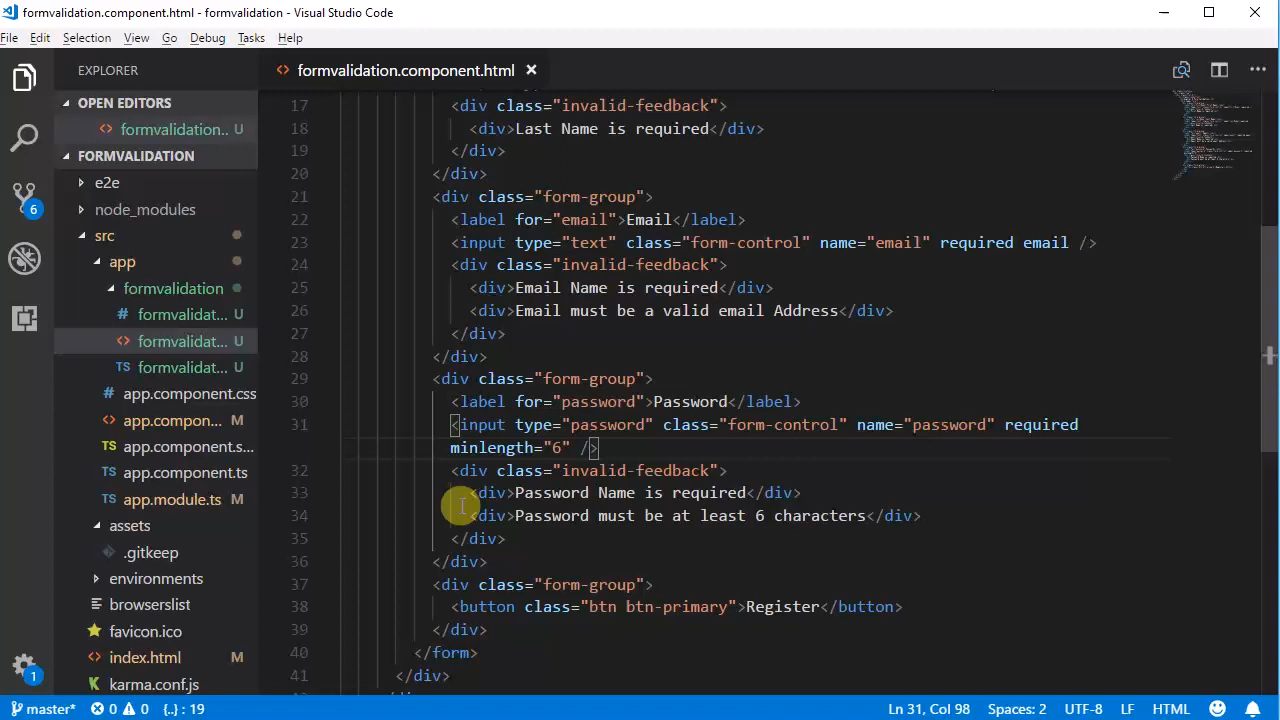 formvalidation.component.html - formvalidation - Visual Studio Code
File Edit Selection View Go Debug Tasks Help
EXPLORER
OPEN EDITORS
<> formvalidation... U
FORMVALIDATION
e2e
node_modules
src
app
formvalidation
# formvalidat... U
<> formvalidat... U
TS formvalidat... U
# app.component.css
<> app.compon... M
TS app.component.s...
TS app.component.ts
TS app.module.ts M
assets
.gitkeep
environments
browserslist
favicon.ico
<> index.html M
karma.conf.js
6
1
<> formvalidation.component.html ×
17 <div class="invalid-feedback">
18 <div>Last Name is required</div>
19 </div>
20 </div>
21 <div class="form-group">
22 <label for="email">Email</label>
23 <input type="text" class="form-control" name="email" required email />
24 <div class="invalid-feedback">
25 <div>Email Name is required</div>
26 <div>Email must be a valid email Address</div>
27 </div>
28 </div>
29 <div class="form-group">
30 <label for="password">Password</label>
31 <input type="password" class="form-control" name="password" required
minlength="6" />
32 <div class="invalid-feedback">
33 <div>Password Name is required</div>
34 <div>Password must be at least 6 characters</div>
35 </div>
36 </div>
37 <div class="form-group">
38 <button class="btn btn-primary">Register</button>
39 </div>
40 </form>
41 </div>
master* 0 0 {..} : 19 Ln 31, Col 98 Spaces: 2 UTF-8 LF HTML